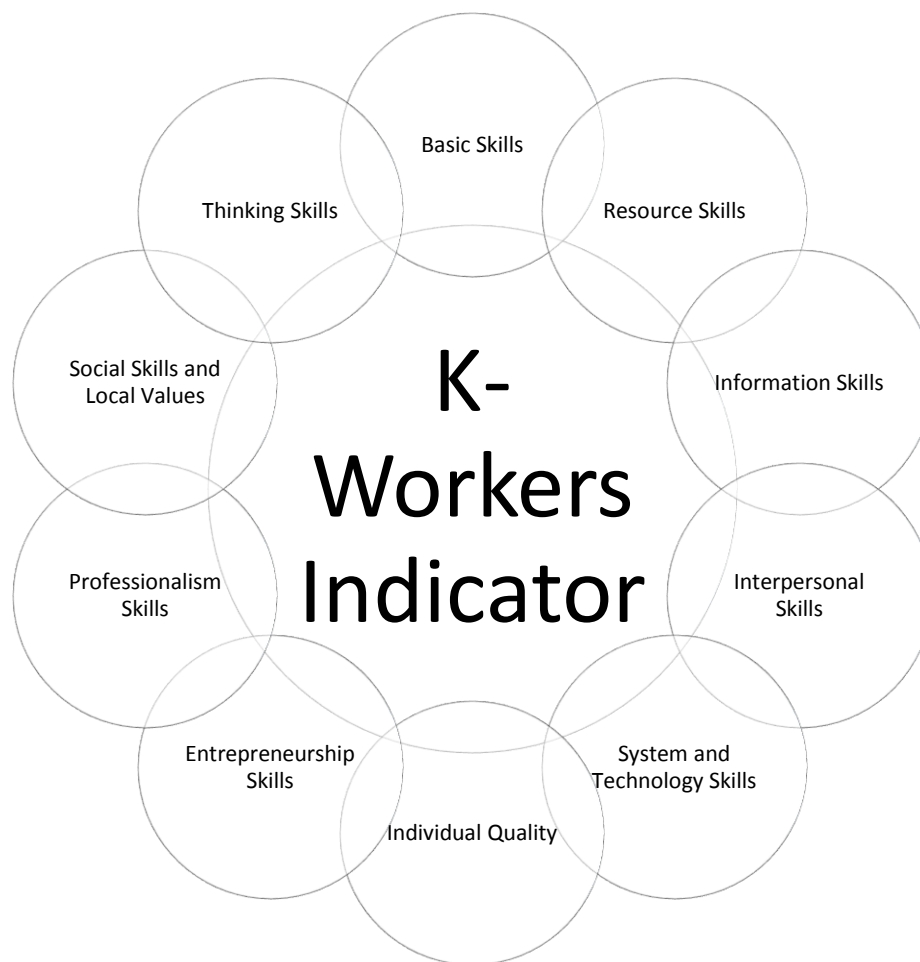 Basic Skills
Thinking Skills
Resource Skills
Social Skills and
Local Values
Information Skills
K-
Workers
Indicator
Professionalism
Skills
Interpersonal
Skills
Entrepreneurship
Skills
System and
Technology Skills
Individual Quality